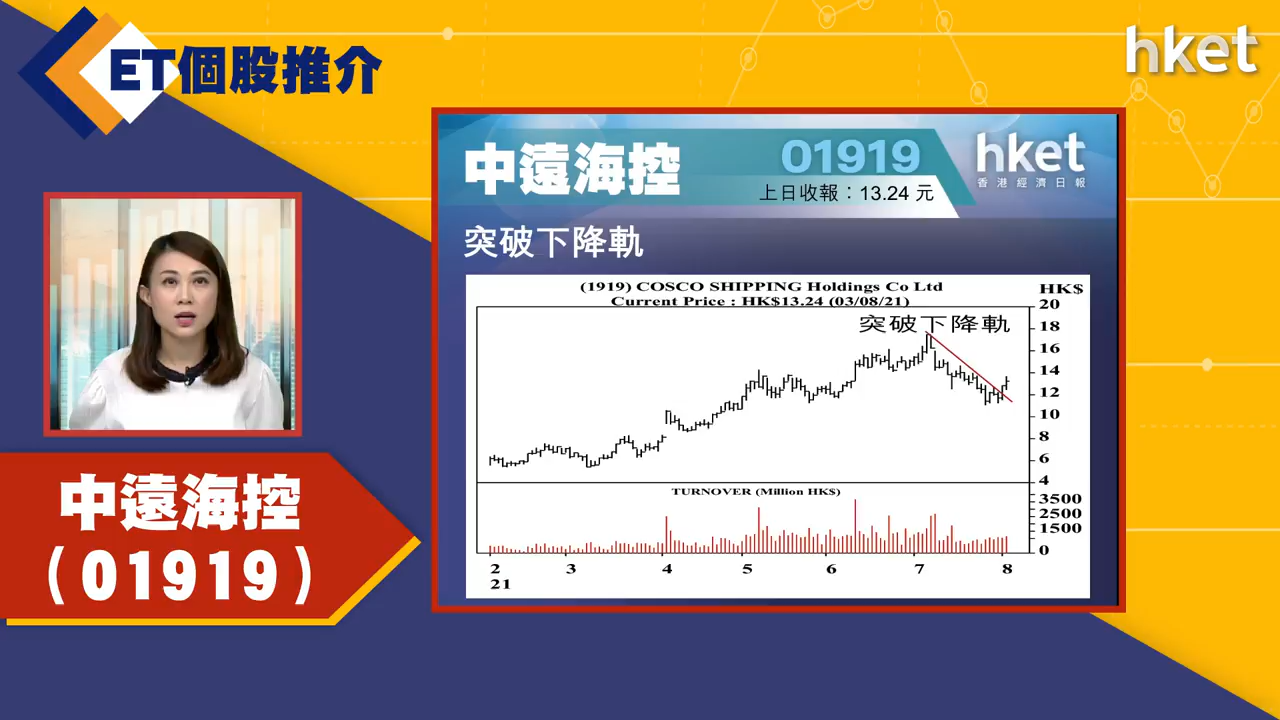 ET個股推介
hket
中遠海控
01919
hket
香港經濟日報
上日收報：13.24 元
突破下降軌
(1919) COSCO SHIPPING Holdings Co Ltd
Current Price : HK$13.24 (03/08/21)
HK$
突破下降軌
20
18
16
14
12
10
8
6
4
TURNOVER (Million HK$)
3500
2500
1500
0
2 3 4 5 6 7 8
21
中遠海控
（01919）